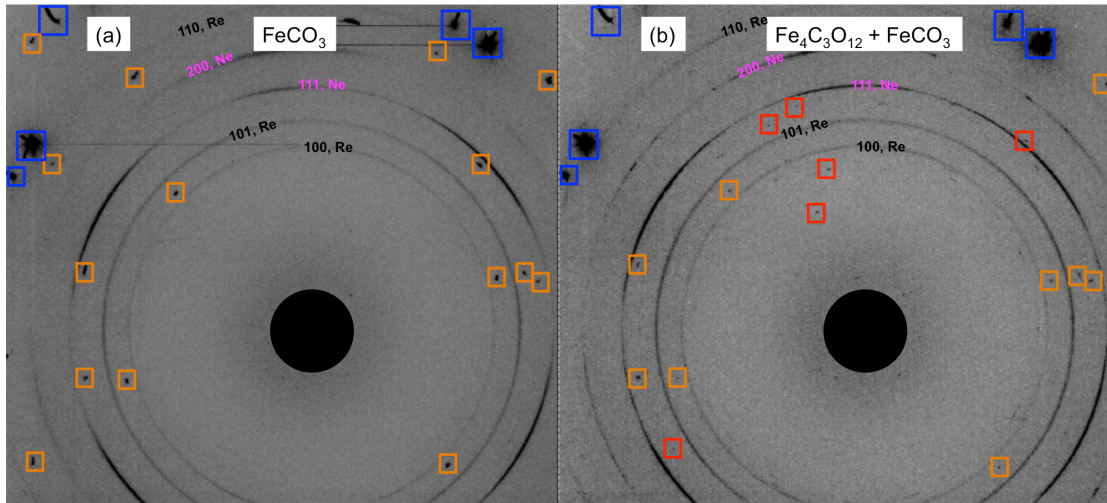 (a)
FeCO₃
110, Re
200, Ne
111, Ne
101, Re
100, Re
(b)
Fe₄C₃O₁₂ + FeCO₃
110, Re
200, Ne
111, Ne
101, Re
100, Re